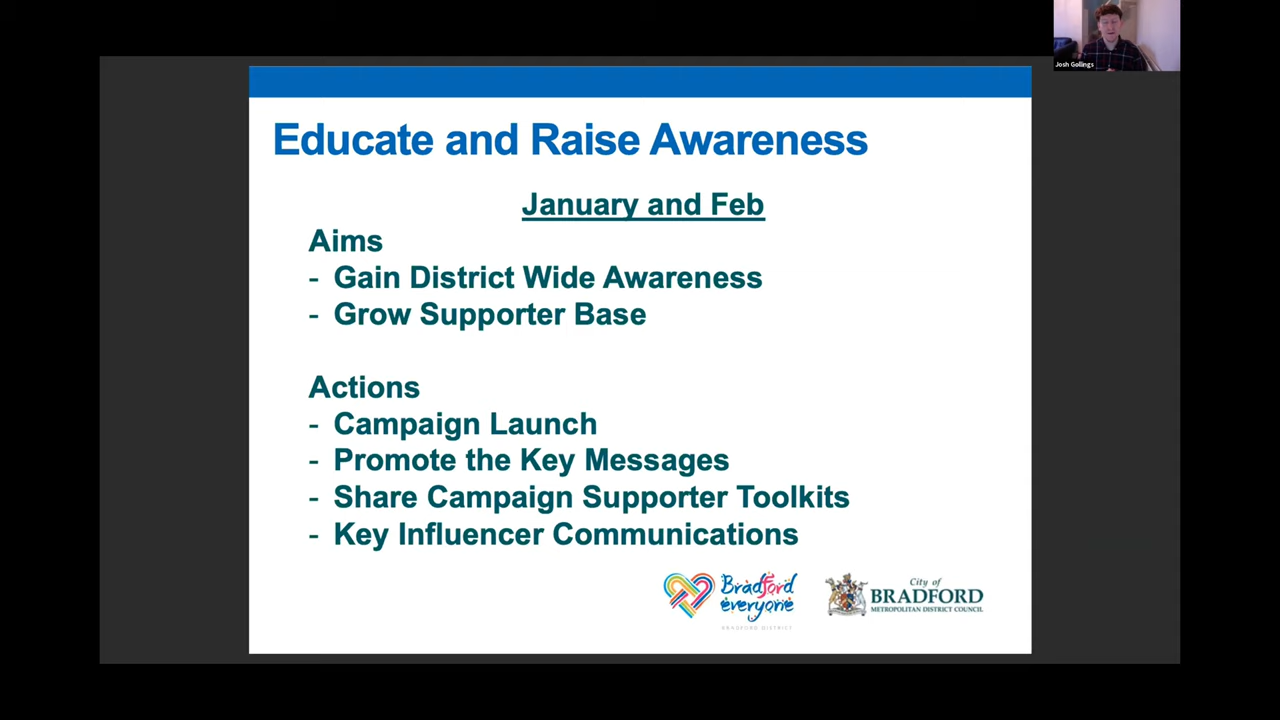 Josh Gollings
Educate and Raise Awareness
January and Feb
Aims
- Gain District Wide Awareness
- Grow Supporter Base
Actions
- Campaign Launch
- Promote the Key Messages
- Share Campaign Supporter Toolkits
- Key Influencer Communications
Bradford
everyone
BRADFORD DISTRICT
City of
BRADFORD
METROPOLITAN DISTRICT COUNCIL